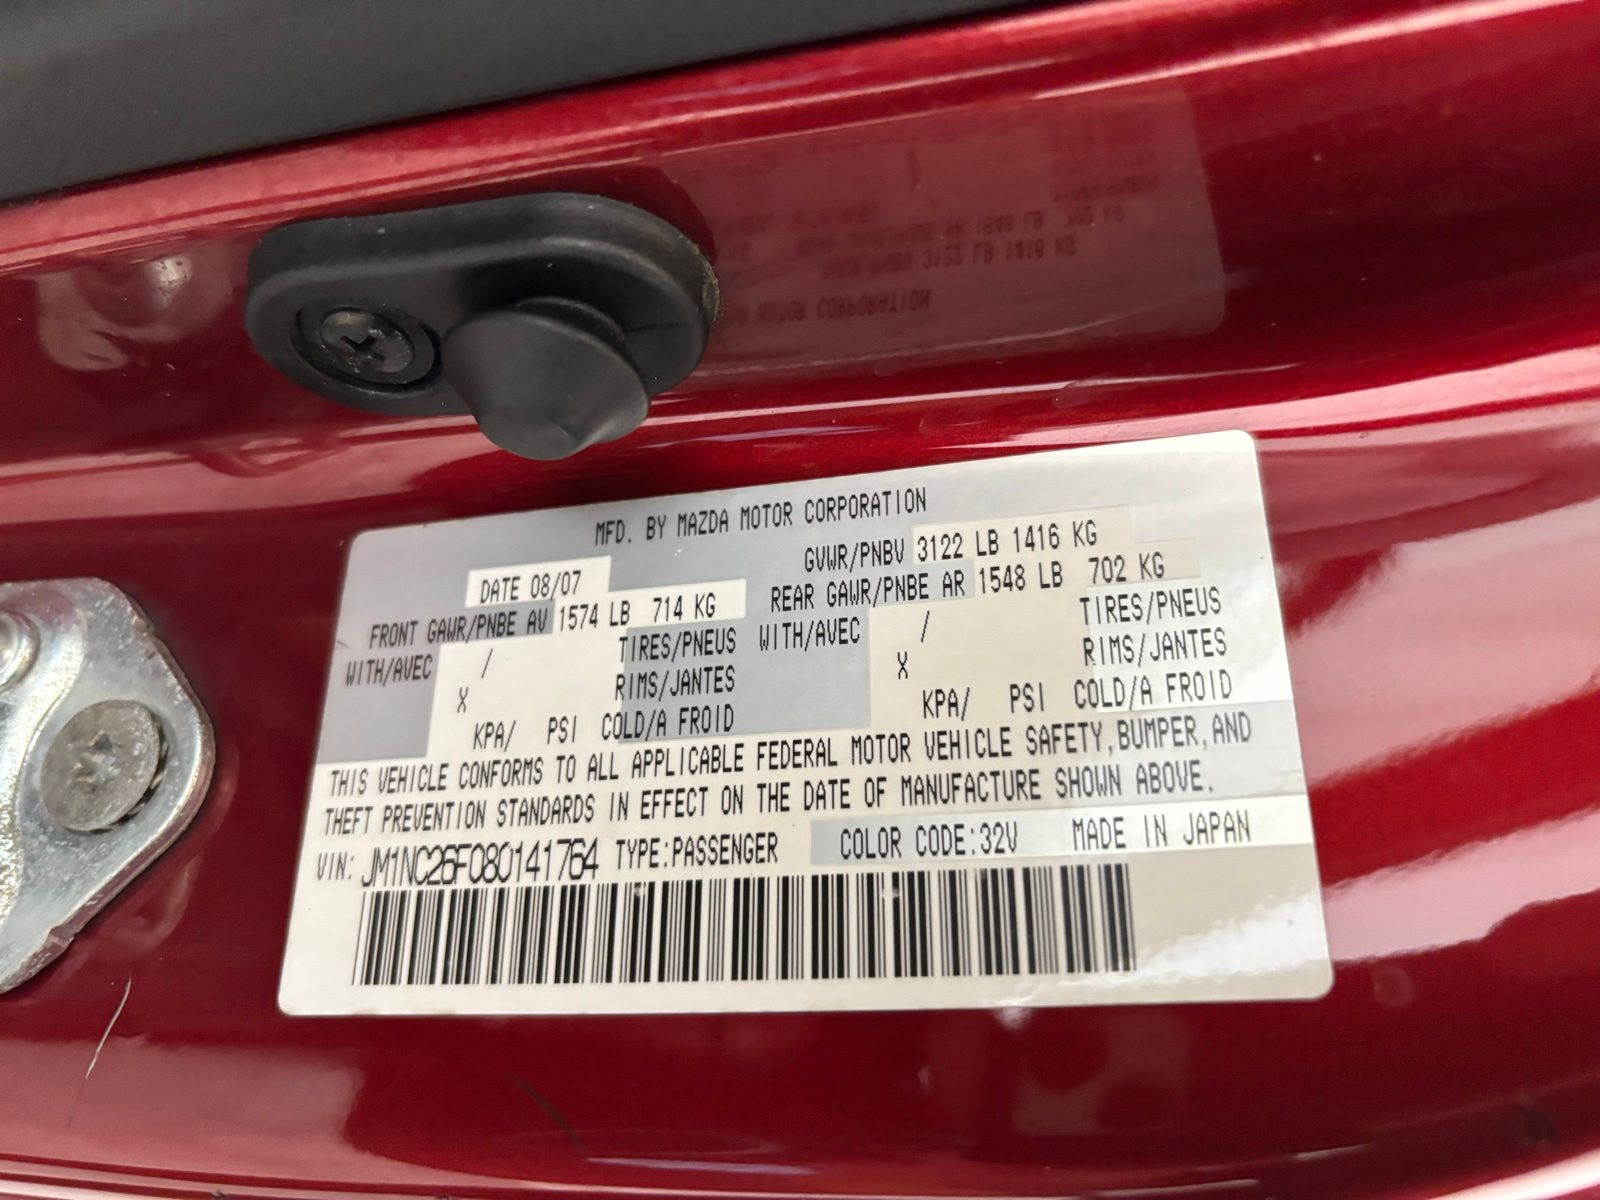 MFD. BY MAZDA MOTOR CORPORATION
DATE 08/07 GVWR/PNBV 3122 LB 1416 KG
FRONT GAWR/PNBE AV 1574 LB 714 KG REAR GAWR/PNBE AR 1548 LB 702 KG
WITH/AVEC / TIRES/PNEUS WITH/AVEC / TIRES/PNEUS
X RIMS/JANTES X RIMS/JANTES
KPA/ PSI COLD/A FROID KPA/ PSI COLD/A FROID
THIS VEHICLE CONFORMS TO ALL APPLICABLE FEDERAL MOTOR VEHICLE SAFETY, BUMPER, AND
THEFT PREVENTION STANDARDS IN EFFECT ON THE DATE OF MANUFACTURE SHOWN ABOVE.
VIN: JM1NC26F080141764 TYPE:PASSENGER COLOR CODE:32V MADE IN JAPAN